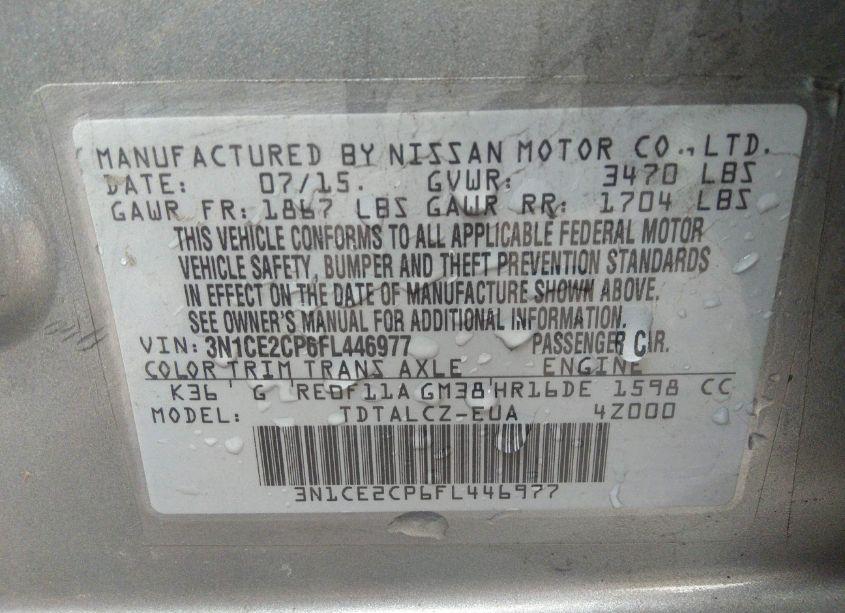 MANUFACTURED BY NISSAN MOTOR CO., LTD.
DATE: 07/15. GVWR: 3470 LBS
GAWR FR: 1867 LBS GAWR RR: 1704 LBS
THIS VEHICLE CONFORMS TO ALL APPLICABLE FEDERAL MOTOR
VEHICLE SAFETY, BUMPER AND THEFT PREVENTION STANDARDS
IN EFFECT ON THE DATE OF MANUFACTURE SHOWN ABOVE.
SEE OWNER'S MANUAL FOR ADDITIONAL INFORMATION.
VIN: 3N1CE2CP6FL446977 PASSENGER CAR.
COLOR TRIM TRANS AXLE ENGINE
K36 ' G 'RE0F11A GM38'HR16DE 1598 CC
MODEL: TDTALCZ-EUA 4Z000
3N1CE2CP6FL446977